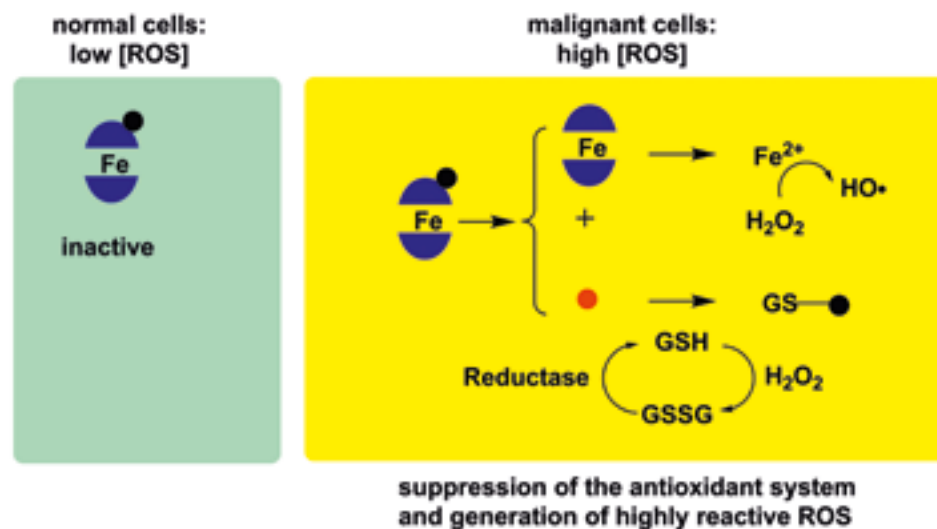 normal cells:
low [ROS]
malignant cells:
high [ROS]
Fe
inactive
Fe
Fe
+
Fe²⁺
HO•
H₂O₂
GS
GSH
Reductase
H₂O₂
GSSG
suppression of the antioxidant system
and generation of highly reactive ROS